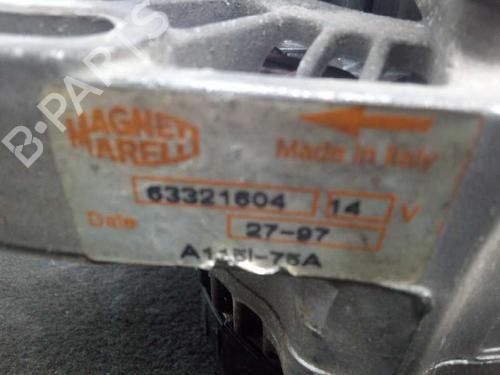 B-PARTS
MAGNETI
MARELLI
Made in Italy
63321604 14 V
Date 27-97
A115I-75A